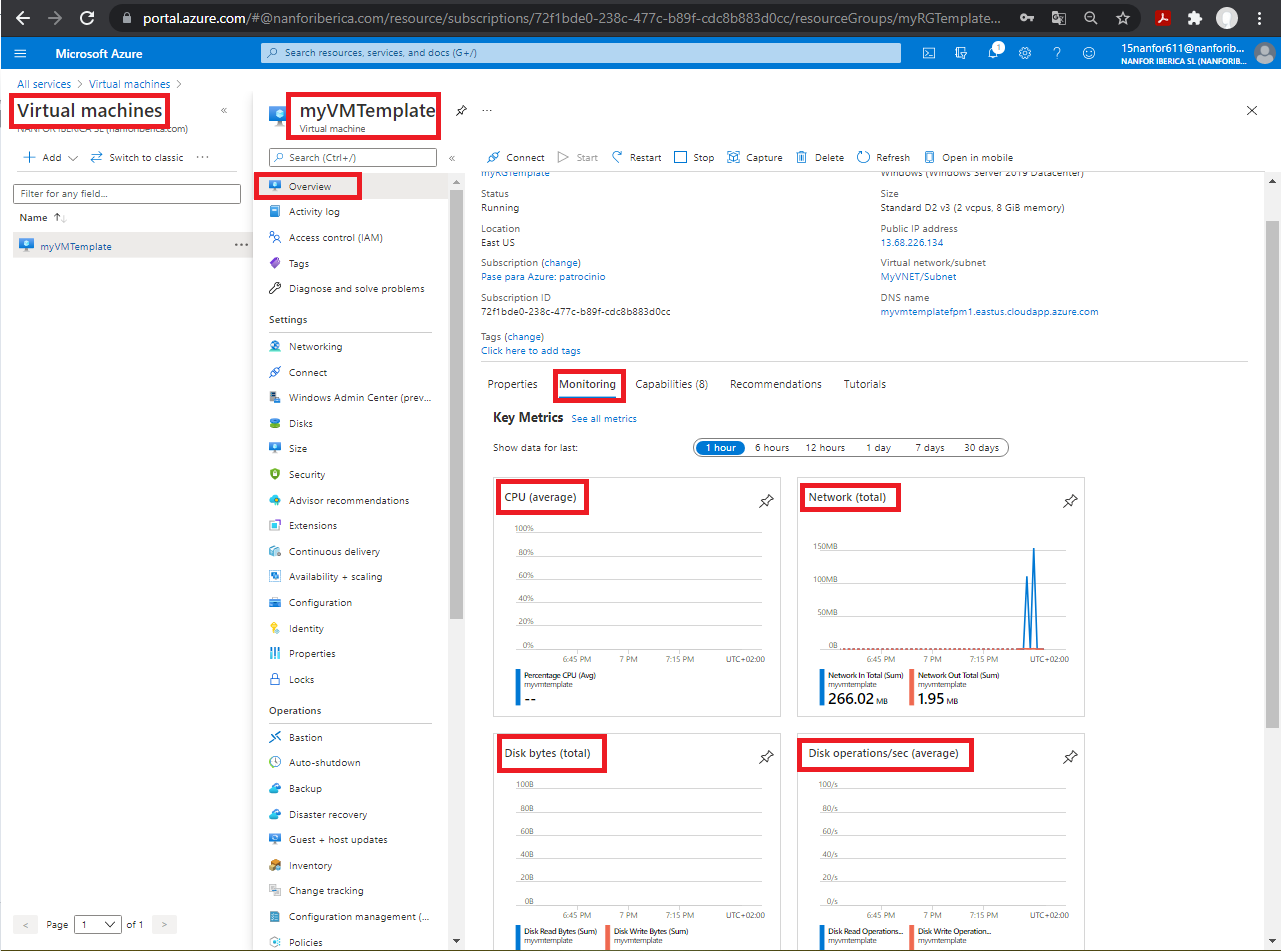 portal.azure.com/#@nanforiberica.com/resource/subscriptions/72f1bde0-238c-477c-b89f-cdc8b883d0cc/resourceGroups/myRGTemplate...
Microsoft Azure
Search resources, services, and docs (G+/)
1
15nanfor611@nanforib...
NANFOR IBERICA SL (NANFORIB...
All services > Virtual machines >
Virtual machines
«
NANFOR IBERICA SL (nanforiberica.com)
Add
Switch to classic
...
Filter for any field...
Name
myVMTemplate
...
< Page 1 of 1 >
myVMTemplate
...
Virtual machine
Search (Ctrl+/)
«
Overview
Activity log
Access control (IAM)
Tags
Diagnose and solve problems
Settings
Networking
Connect
Windows Admin Center (prev...
Disks
Size
Security
Advisor recommendations
Extensions
Continuous delivery
Availability + scaling
Configuration
Identity
Properties
Locks
Operations
Bastion
Auto-shutdown
Backup
Disaster recovery
Guest + host updates
Inventory
Change tracking
Configuration management (...
Policies
Connect Start Restart Stop Capture Delete Refresh Open in mobile
myRGTemplate
Status
Running
Location
East US
Subscription (change)
Pase para Azure: patrocinio
Subscription ID
72f1bde0-238c-477c-b89f-cdc8b883d0cc
Tags (change)
Click here to add tags
Windows (Windows Server 2019 Datacenter)
Size
Standard D2 v3 (2 vcpus, 8 GiB memory)
Public IP address
13.68.226.134
Virtual network/subnet
MyVNET/Subnet
DNS name
myvmtemplatefpm1.eastus.cloudapp.azure.com
Properties Monitoring Capabilities (8) Recommendations Tutorials
Key Metrics See all metrics
Show data for last: 1 hour 6 hours 12 hours 1 day 7 days 30 days
CPU (average)
100%
80%
60%
40%
20%
0%
6:45 PM 7 PM 7:15 PM UTC+02:00
Percentage CPU (Avg)
myvmtemplate
--
Network (total)
150MB
100MB
50MB
0B
6:45 PM 7 PM 7:15 PM UTC+02:00
Network In Total (Sum)
myvmtemplate
266.02 MB
Network Out Total (Sum)
myvmtemplate
1.95 MB
Disk bytes (total)
100B
80B
60B
40B
20B
0B
6:45 PM 7 PM 7:15 PM UTC+02:00
Disk Read Bytes (Sum)
myvmtemplate
Disk Write Bytes (Sum)
myvmtemplate
Disk operations/sec (average)
100/s
80/s
60/s
40/s
20/s
0/s
6:45 PM 7 PM 7:15 PM UTC+02:00
Disk Read Operations...
myvmtemplate
Disk Write Operation...
myvmtemplate